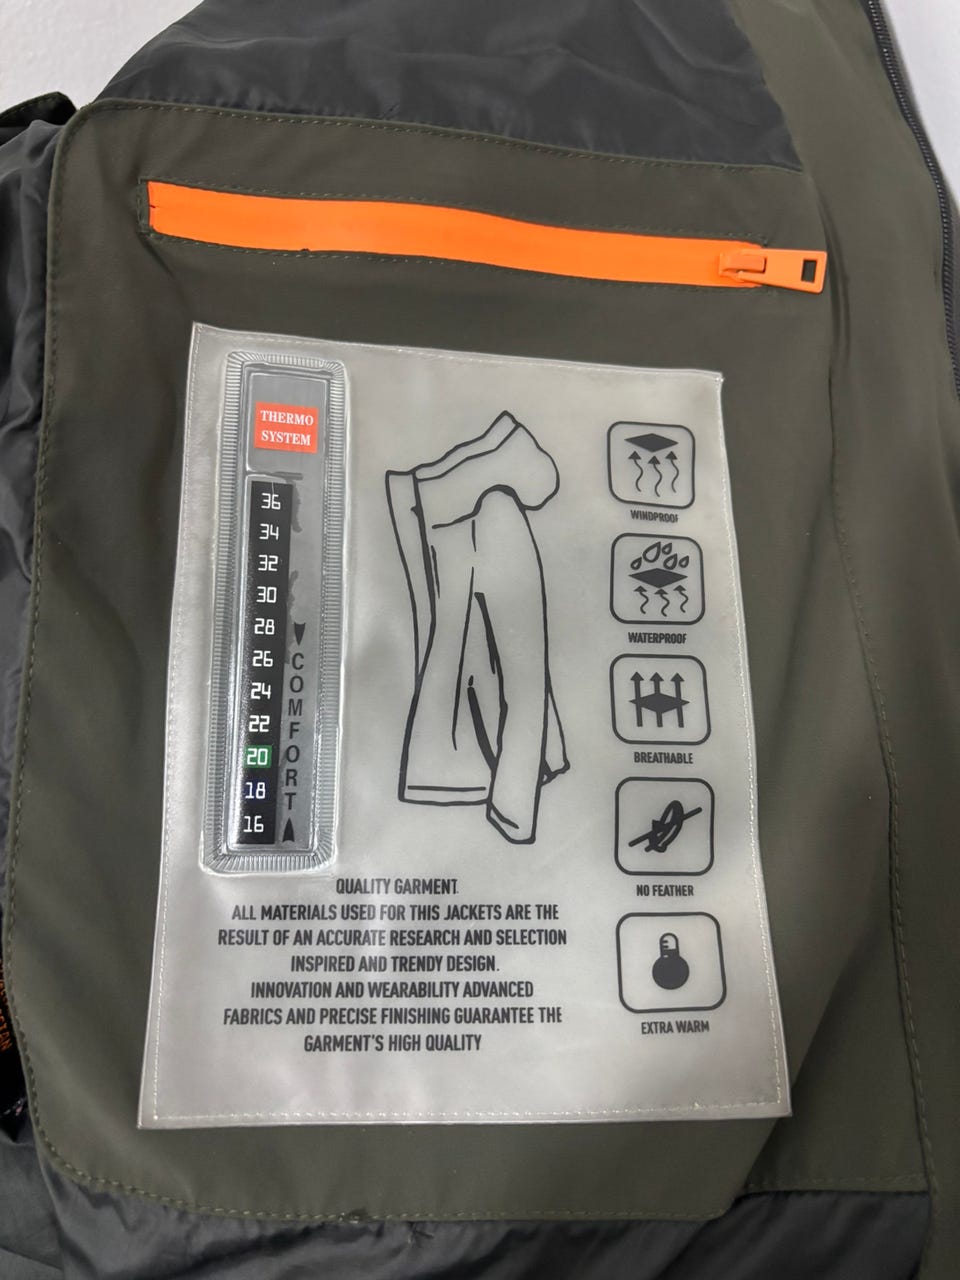 THERMO
SYSTEM
36
34
32
30
28
26
24
22
20
18
16
COMFORT
WINDPROOF
WATERPROOF
BREATHABLE
NO FEATHER
EXTRA WARM
QUALITY GARMENT
ALL MATERIALS USED FOR THIS JACKETS ARE THE
RESULT OF AN ACCURATE RESEARCH AND SELECTION
INSPIRED AND TRENDY DESIGN.
INNOVATION AND WEARABILITY ADVANCED
FABRICS AND PRECISE FINISHING GUARANTEE THE
GARMENT'S HIGH QUALITY